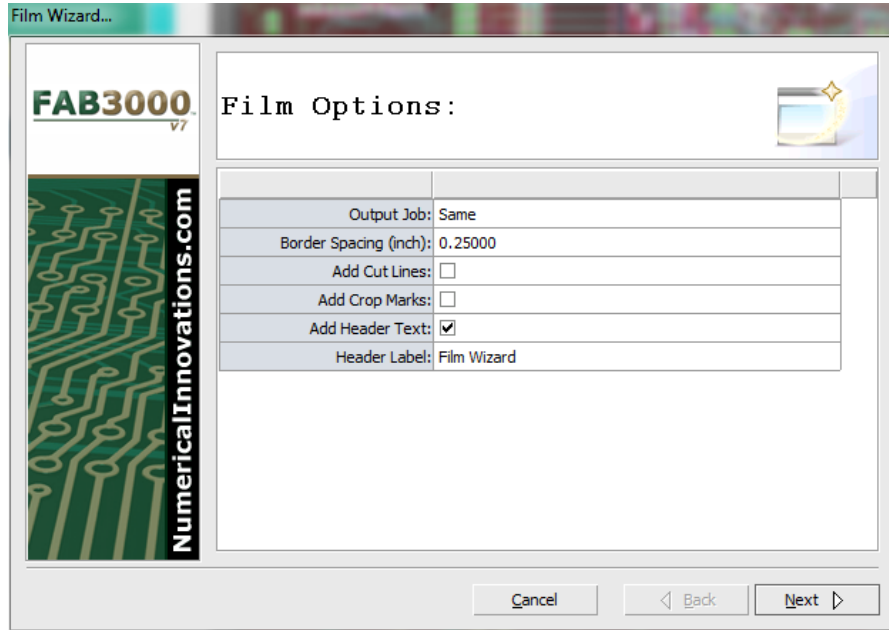 Film Wizard...
FAB3000
v7
NumericalInnovations.com
Film Options:
Output Job: Same
Border Spacing (inch): 0.25000
Add Cut Lines:
Add Crop Marks:
Add Header Text:
Header Label: Film Wizard
Cancel
Back
Next